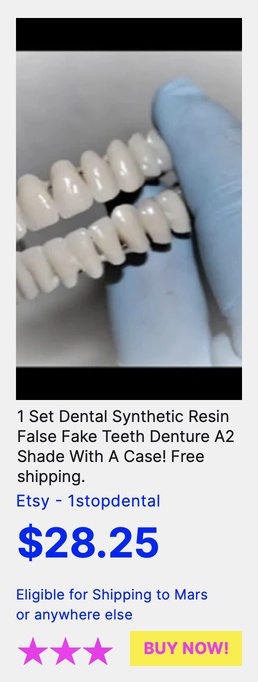 1 Set Dental Synthetic Resin
False Fake Teeth Denture A2
Shade With A Case! Free
shipping.
Etsy - 1stopdental
$28.25
Eligible for Shipping to Mars
or anywhere else
BUY NOW!